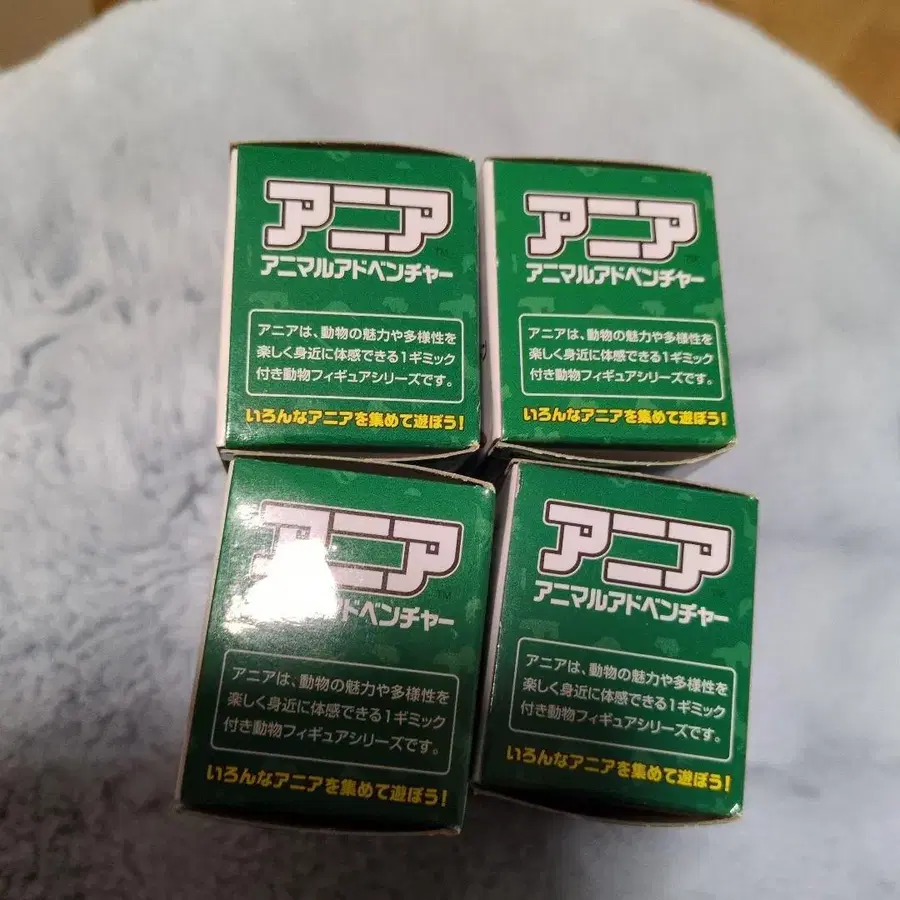 アニア
TM
アニマルアドベンチャー
アニアは、動物の魅力や多様性を
楽しく身近に体感できる1ギミック
付き動物フィギュアシリーズです。
いろんなアニアを集めて遊ぼう!
アニア
TM
アニマルアドベンチャー
アニアは、動物の魅力や多様性を
楽しく身近に体感できる1ギミック
付き動物フィギュアシリーズです。
いろんなアニアを集めて遊ぼう!
アニア
TM
アドベンチャー
アニアは、動物の魅力や多様性を
楽しく身近に体感できる1ギミック
付き動物フィギュアシリーズです。
いろんなアニアを集めて遊ぼう!
アニア
TM
アニマルアドベンチャー
アニアは、動物の魅力や多様性を
楽しく身近に体感できる1ギミック
付き動物フィギュアシリーズです。
いろんなアニアを集めて遊ぼう!